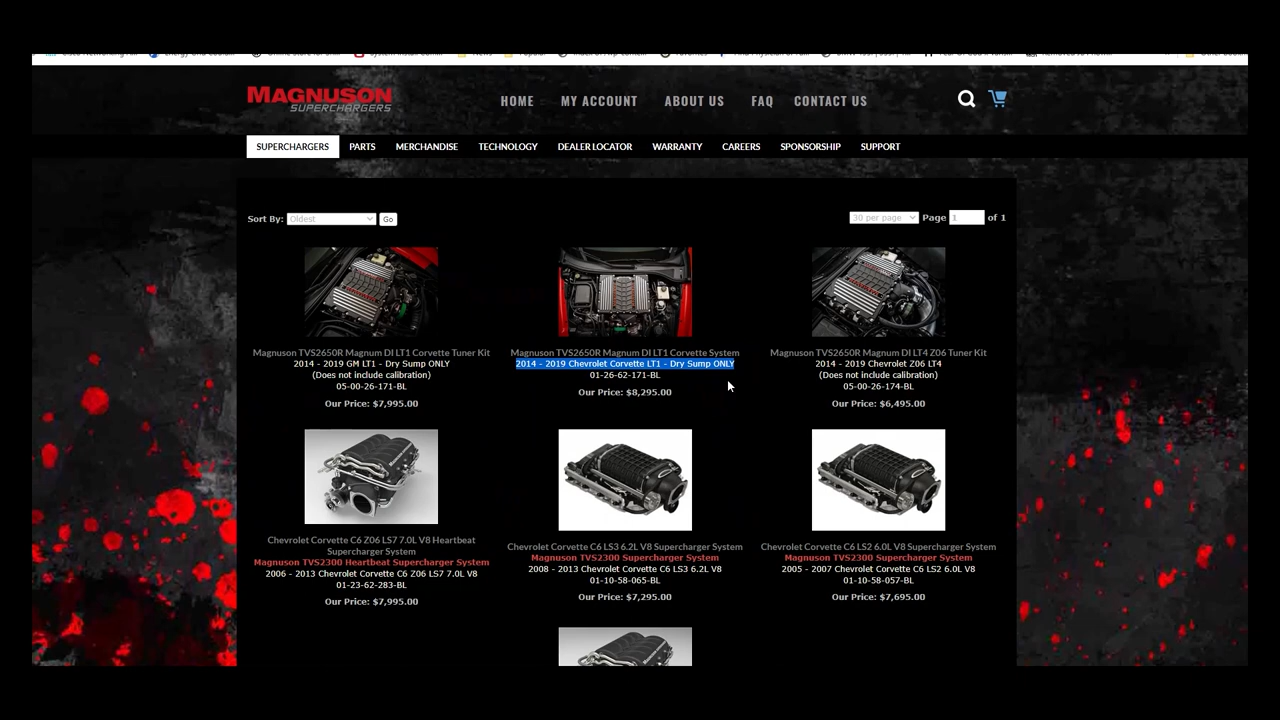 MAGNUSON
SUPERCHARGERS
HOME MY ACCOUNT ABOUT US FAQ CONTACT US
SUPERCHARGERS PARTS MERCHANDISE TECHNOLOGY DEALER LOCATOR WARRANTY CAREERS SPONSORSHIP SUPPORT
Sort By: Oldest Go 30 per page Page 1 of 1
Magnuson TVS2650R Magnum DI LT1 Corvette Tuner Kit
2014 - 2019 GM LT1 - Dry Sump ONLY
(Does not include calibration)
05-00-26-171-BL
Our Price: $7,995.00
Magnuson TVS2650R Magnum DI LT1 Corvette System
2014 - 2019 Chevrolet Corvette LT1 - Dry Sump ONLY
01-26-62-171-BL
Our Price: $8,295.00
Magnuson TVS2650R Magnum DI LT4 Z06 Tuner Kit
2014 - 2019 Chevrolet Z06 LT4
(Does not include calibration)
05-00-26-174-BL
Our Price: $6,495.00
Chevrolet Corvette C6 Z06 LS7 7.0L V8 Heartbeat
Supercharger System
Magnuson TVS2300 Heartbeat Supercharger System
2006 - 2013 Chevrolet Corvette C6 Z06 LS7 7.0L V8
01-23-62-283-BL
Our Price: $7,995.00
Chevrolet Corvette C6 LS3 6.2L V8 Supercharger System
Magnuson TVS2300 Supercharger System
2008 - 2013 Chevrolet Corvette C6 LS3 6.2L V8
01-10-58-065-BL
Our Price: $7,295.00
Chevrolet Corvette C6 LS2 6.0L V8 Supercharger System
Magnuson TVS2300 Supercharger System
2005 - 2007 Chevrolet Corvette C6 LS2 6.0L V8
01-10-58-057-BL
Our Price: $7,695.00